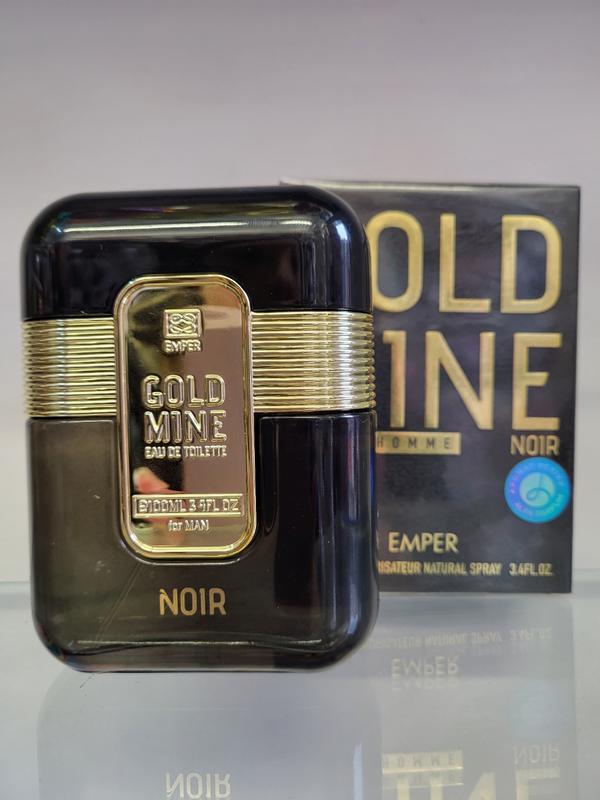 EMPER
GOLD
MINE
EAU DE TOILETTE
100ML 3.4FL OZ
for MAN
NOIR
OLD
INE
HOMME
NOIR
EMPER
ISATEUR NATURAL SPRAY 3.4FL.OZ.